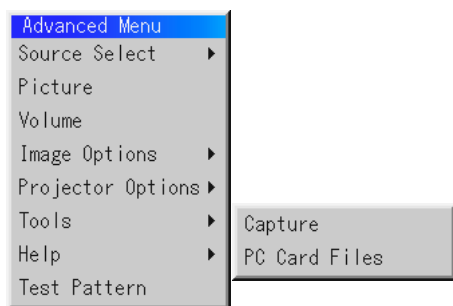 Advanced Menu
Source Select
Picture
Volume
Image Options
Projector Options
Tools
Help
Test Pattern
Capture
PC Card Files